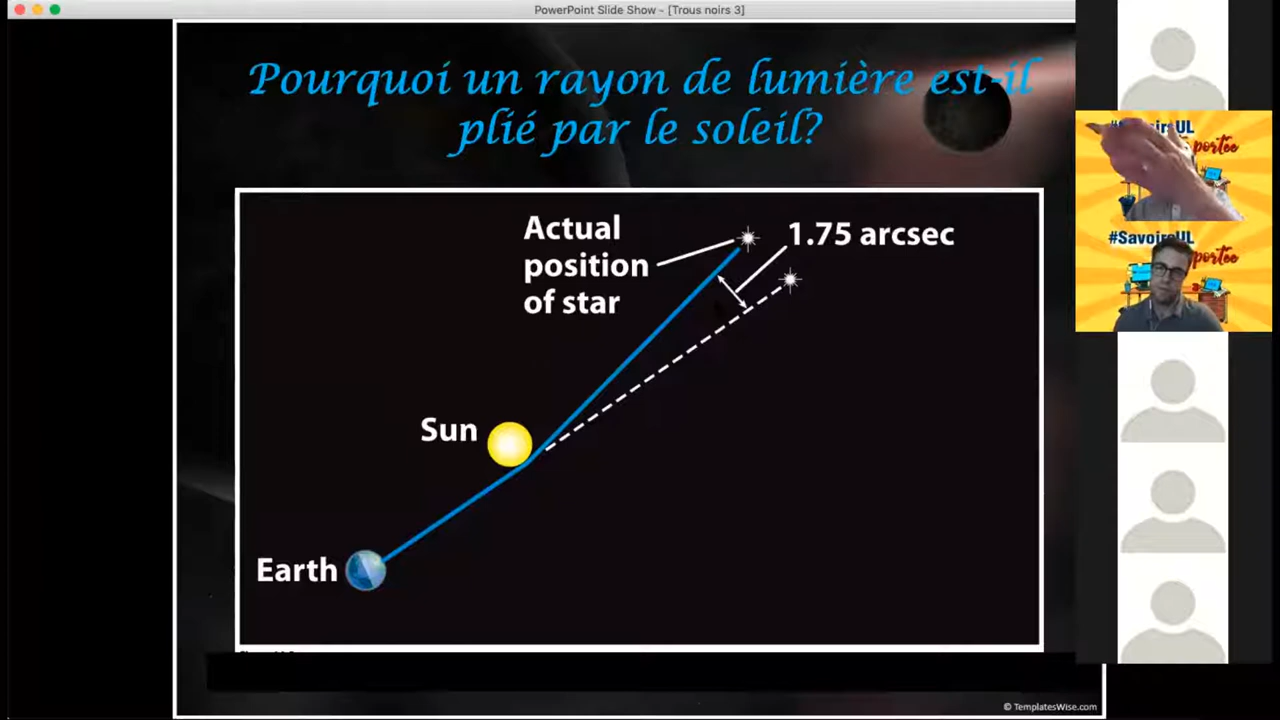 PowerPoint Slide Show - [Trous noirs 3]
Pourquoi un rayon de lumière est-il
plié par le soleil?
Actual
position
of star
1.75 arcsec
Sun
Earth
© TemplatesWise.com
#SavoirsUL